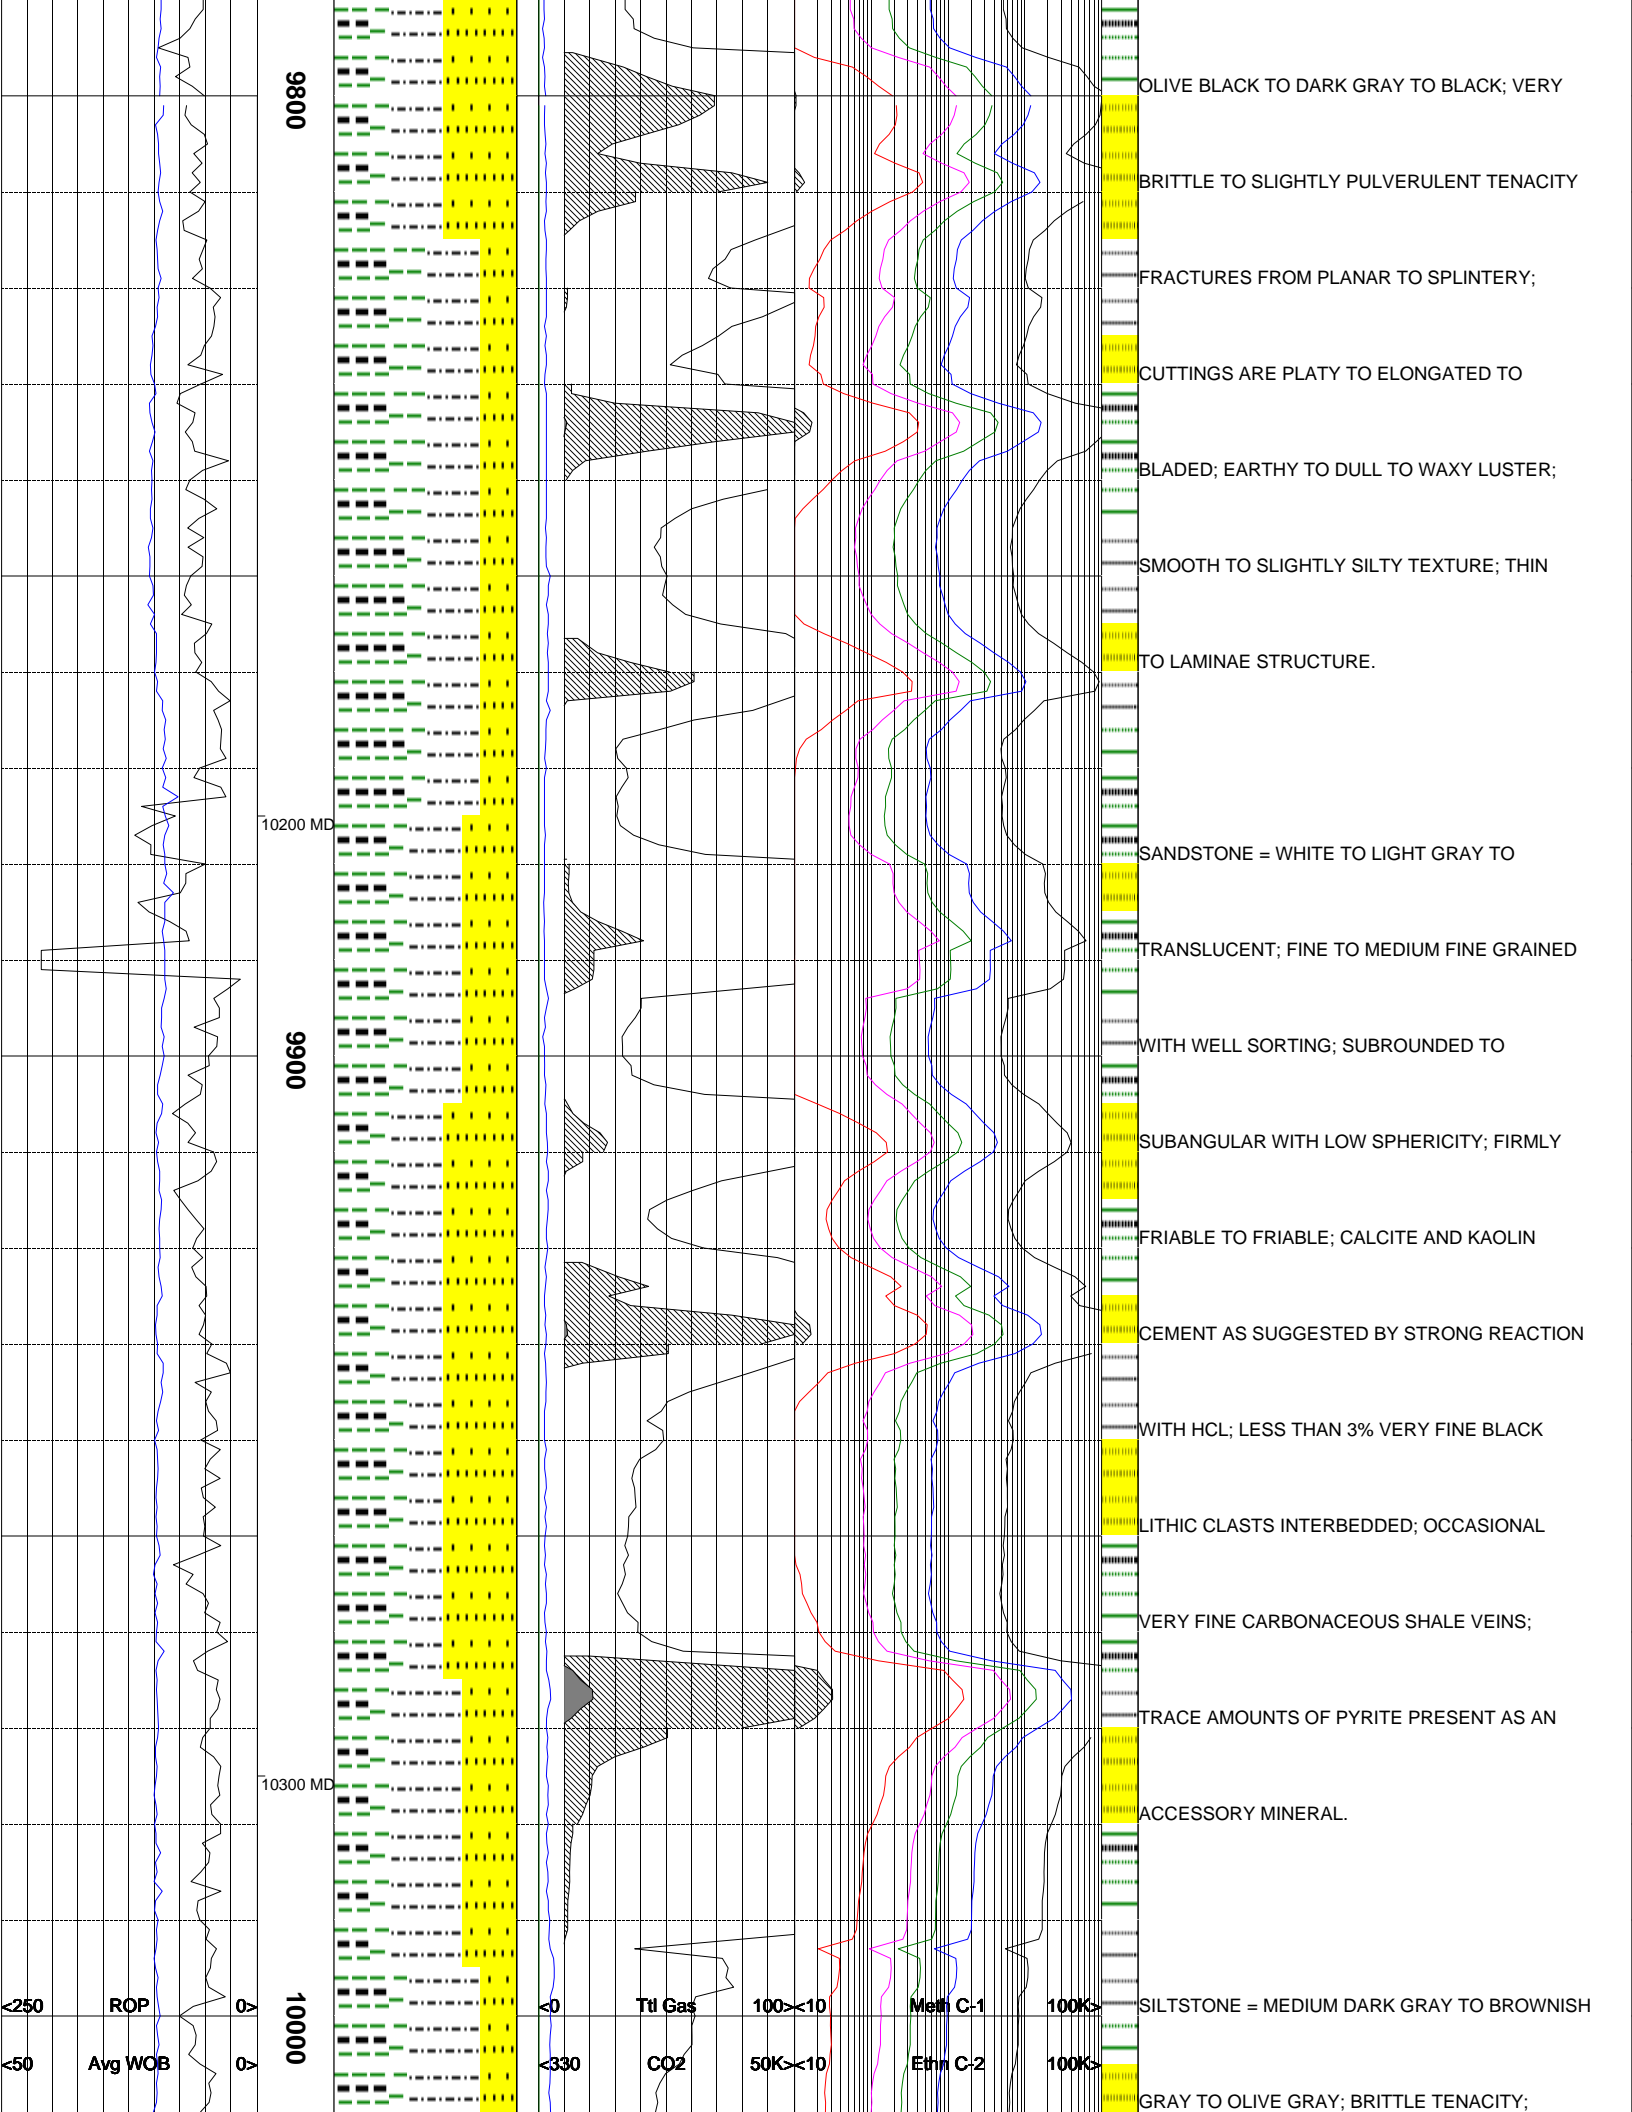 9800
OLIVE BLACK TO DARK GRAY TO BLACK; VERY
BRITTLE TO SLIGHTLY PULVERULENT TENACITY
FRACTURES FROM PLANAR TO SPLINTERY;
CUTTINGS ARE PLATY TO ELONGATED TO
BLADED; EARTHY TO DULL TO WAXY LUSTER;
SMOOTH TO SLIGHTLY SILTY TEXTURE; THIN
TO LAMINAE STRUCTURE.
10200 MD
SANDSTONE = WHITE TO LIGHT GRAY TO
TRANSLUCENT; FINE TO MEDIUM FINE GRAINED
9900
WITH WELL SORTING; SUBROUNDED TO
SUBANGULAR WITH LOW SPHERICITY; FIRMLY
FRIABLE TO FRIABLE; CALCITE AND KAOLIN
CEMENT AS SUGGESTED BY STRONG REACTION
WITH HCL; LESS THAN 3% VERY FINE BLACK
LITHIC CLASTS INTERBEDDED; OCCASIONAL
VERY FINE CARBONACEOUS SHALE VEINS;
TRACE AMOUNTS OF PYRITE PRESENT AS AN
10300 MD
ACCESSORY MINERAL.
<250 ROP 0> <0 Ttl Gas 100> <10 Meth C-1 100K>
SILTSTONE = MEDIUM DARK GRAY TO BROWNISH
10000
<50 Avg WOB 0> <330 CO2 50K> <10 Ethn C-2 100K>
GRAY TO OLIVE GRAY; BRITTLE TENACITY;